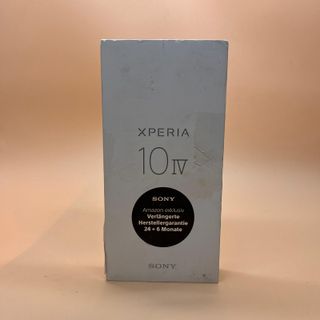 XPERIA
10 IV
SONY
Amazon exklusiv
Verlängerte
Herstellergarantie
24 + 6 Monate
SONY